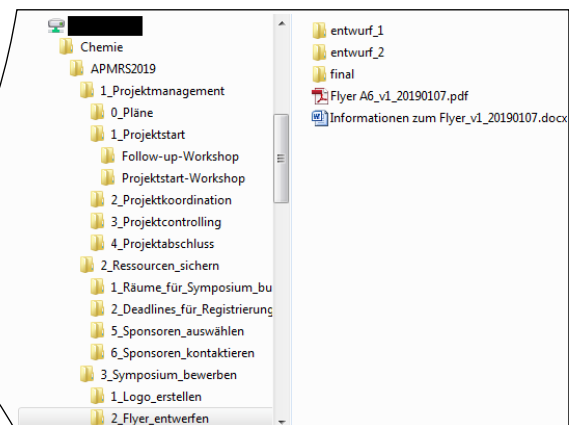 Chemie
APMRS2019
1_Projektmanagement
0_Pläne
1_Projektstart
Follow-up-Workshop
Projektstart-Workshop
2_Projektkoordination
3_Projektcontrolling
4_Projektabschluss
2_Ressourcen_sichern
1_Räume_für_Symposium_bu
2_Deadlines_für_Registrierung
5_Sponsoren_auswählen
6_Sponsoren_kontaktieren
3_Symposium_bewerben
1_Logo_erstellen
2_Flyer_entwerfen
entwurf_1
entwurf_2
final
Flyer A6_v1_20190107.pdf
Informationen zum Flyer_v1_20190107.docx